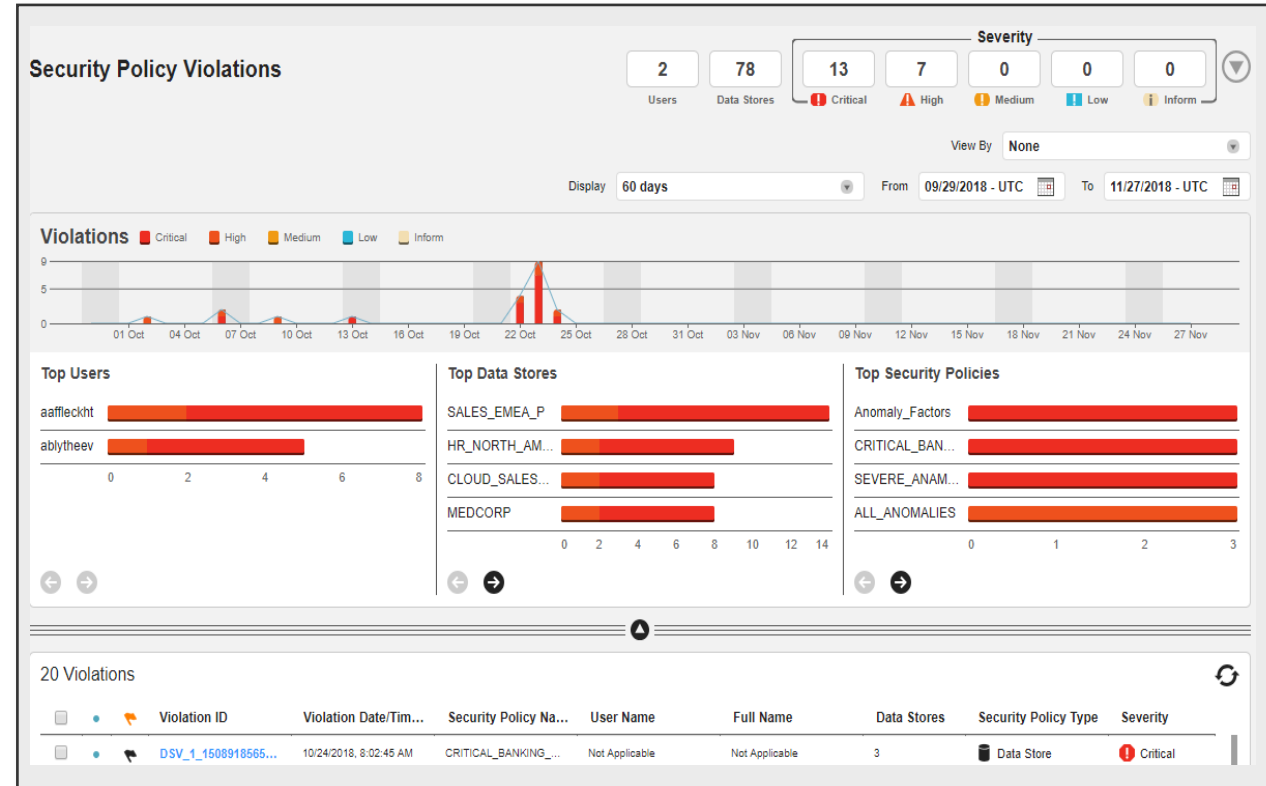 Severity
Security Policy Violations
2 78 13 7 0 0 0
Users Data Stores Critical High Medium Low Inform
View By None
Display 60 days From 09/29/2018 - UTC To 11/27/2018 - UTC
Violations Critical High Medium Low Inform
9
5
0
01 Oct 04 Oct 07 Oct 10 Oct 13 Oct 16 Oct 19 Oct 22 Oct 25 Oct 28 Oct 31 Oct 03 Nov 06 Nov 09 Nov 12 Nov 15 Nov 18 Nov 21 Nov 24 Nov 27 Nov
Top Users
aaffleckht
ablytheev
0 2 4 6 8
Top Data Stores
SALES_EMEA_P
HR_NORTH_AM...
CLOUD_SALES...
MEDCORP
0 2 4 6 8 10 12 14
Top Security Policies
Anomaly_Factors
CRITICAL_BAN...
SEVERE_ANAM...
ALL_ANOMALIES
0 1 2 3
20 Violations
Violation ID Violation Date/Tim... Security Policy Na... User Name Full Name Data Stores Security Policy Type Severity
DSV_1_1508918565... 10/24/2018, 8:02:45 AM CRITICAL_BANKING_... Not Applicable Not Applicable 3 Data Store Critical